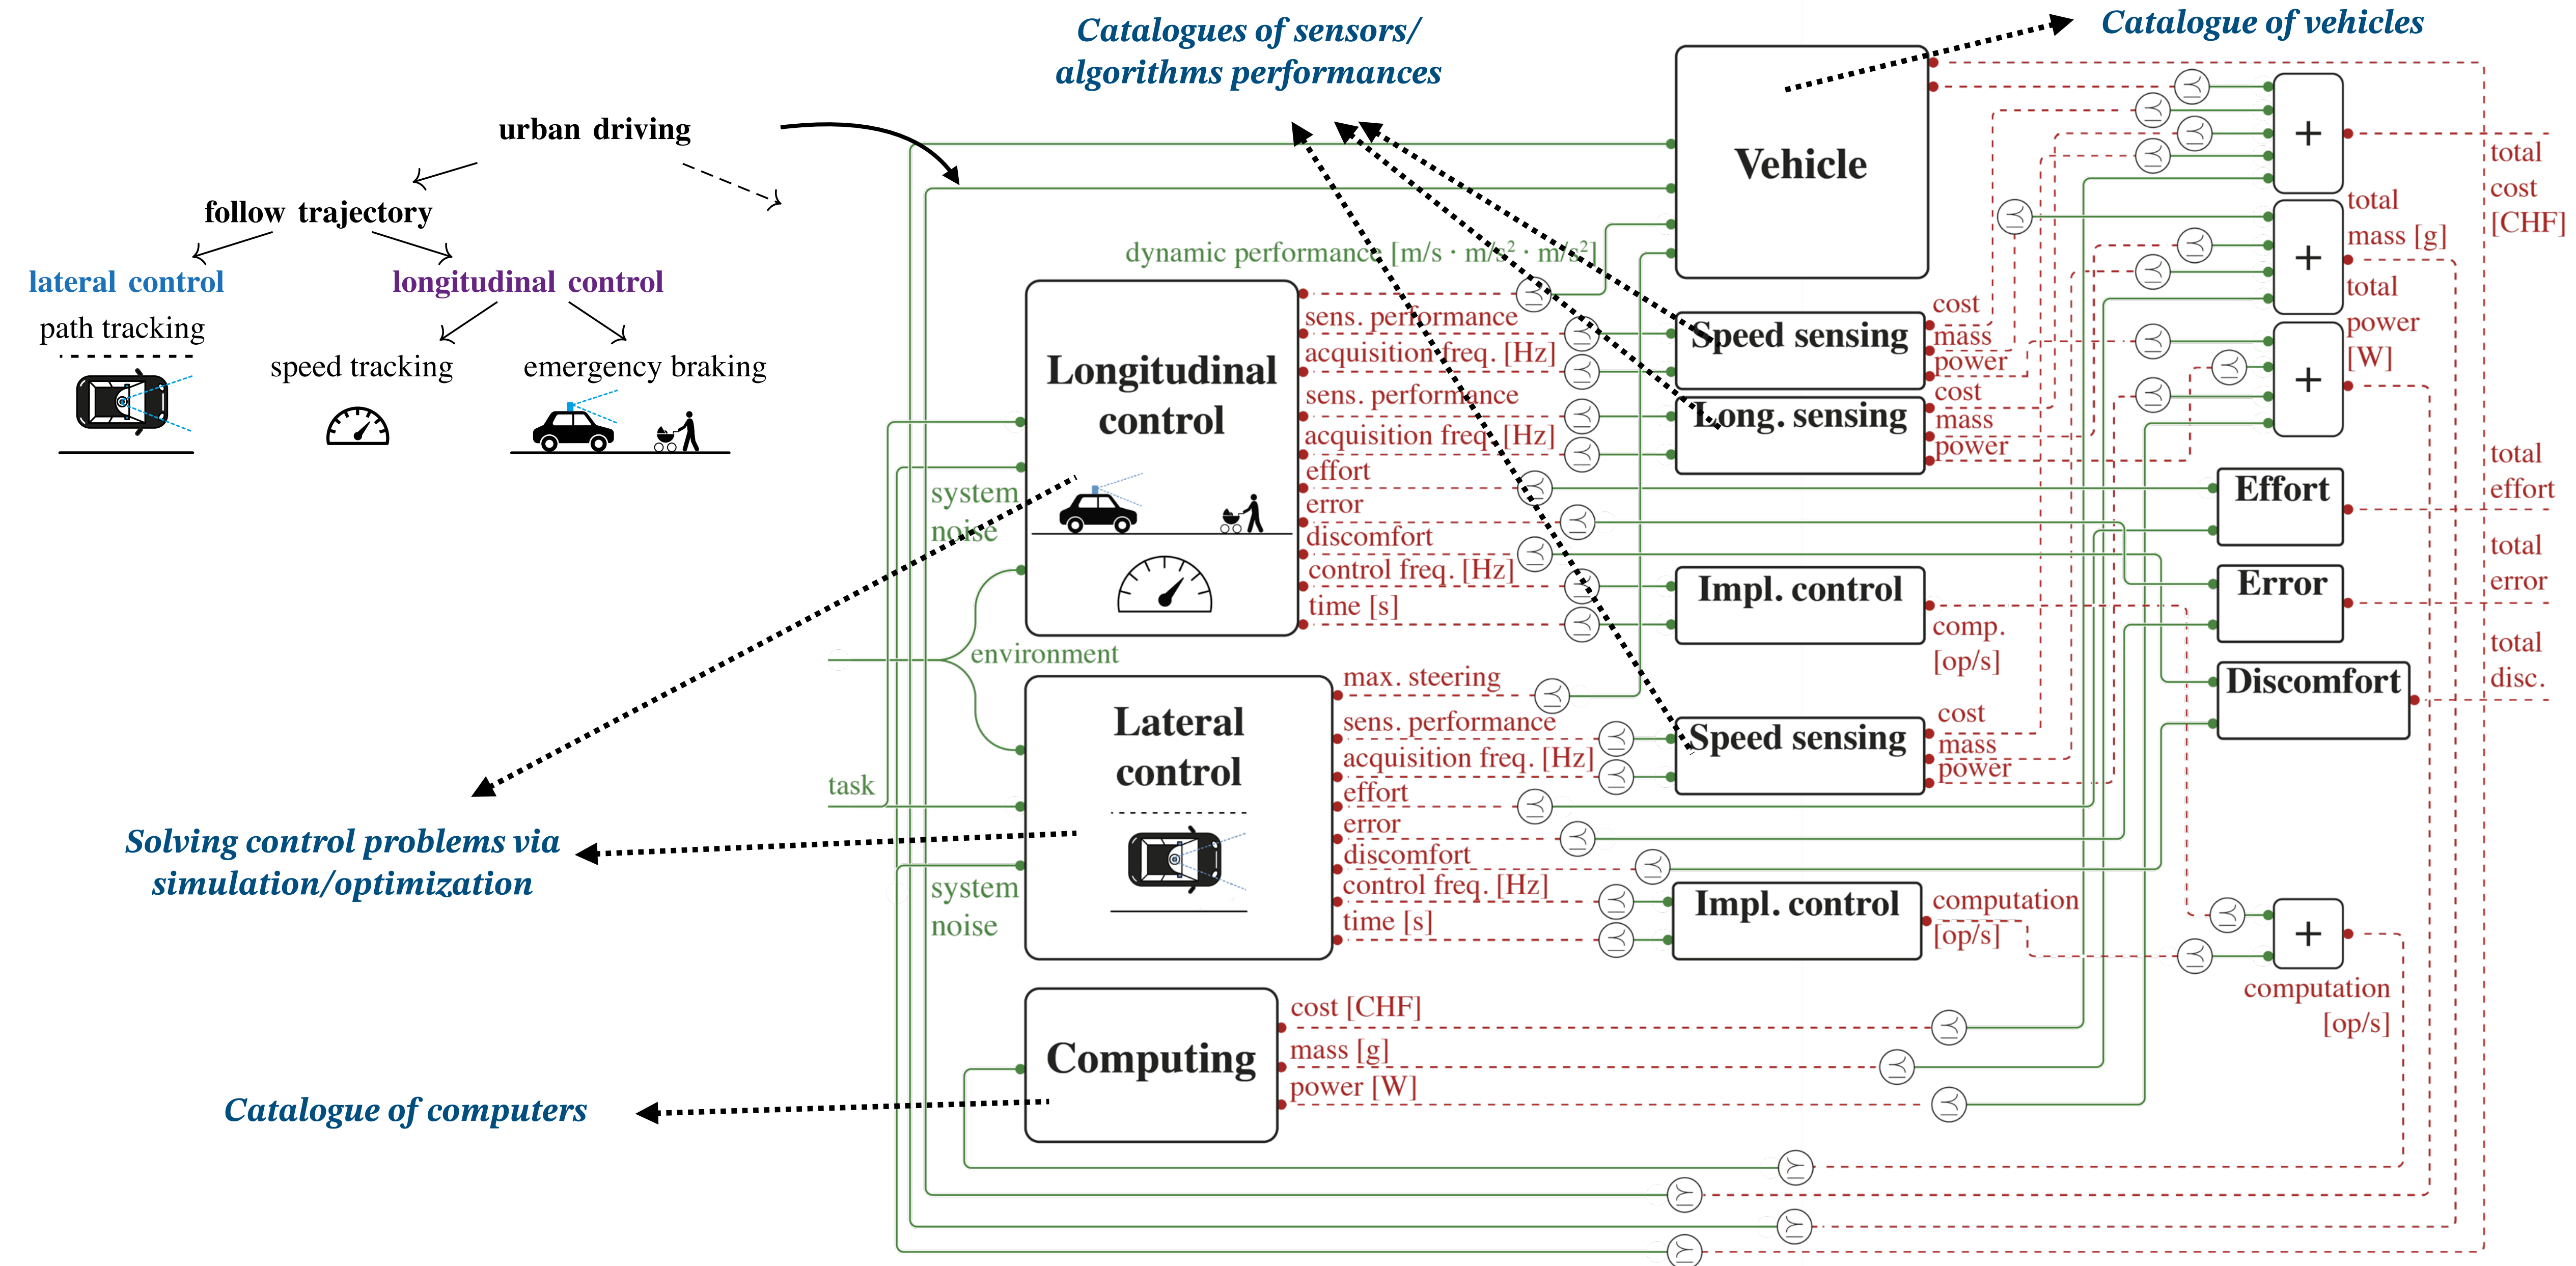 Catalogues of sensors/
algorithms performances
Catalogue of vehicles
urban driving
follow trajectory
lateral control
longitudinal control
path tracking
speed tracking
emergency braking
Solving control problems via
simulation/optimization
Catalogue of computers
task
environment
system
noise
system
noise
dynamic performance [m/s · m/s² · m/s²]
Vehicle
Longitudinal
control
sens. performance
acquisition freq. [Hz]
sens. performance
acquisition freq. [Hz]
effort
error
discomfort
control freq. [Hz]
time [s]
Speed sensing
cost
mass
power
Long. sensing
cost
mass
power
Impl. control
comp.
[op/s]
Lateral
control
max. steering
sens. performance
acquisition freq. [Hz]
effort
error
discomfort
control freq. [Hz]
time [s]
Speed sensing
cost
mass
power
Impl. control
computation
[op/s]
Computing
cost [CHF]
mass [g]
power [W]
+
total
cost
[CHF]
+
total
mass [g]
+
total
power
[W]
Effort
total
effort
Error
total
error
Discomfort
total
disc.
+
computation
[op/s]